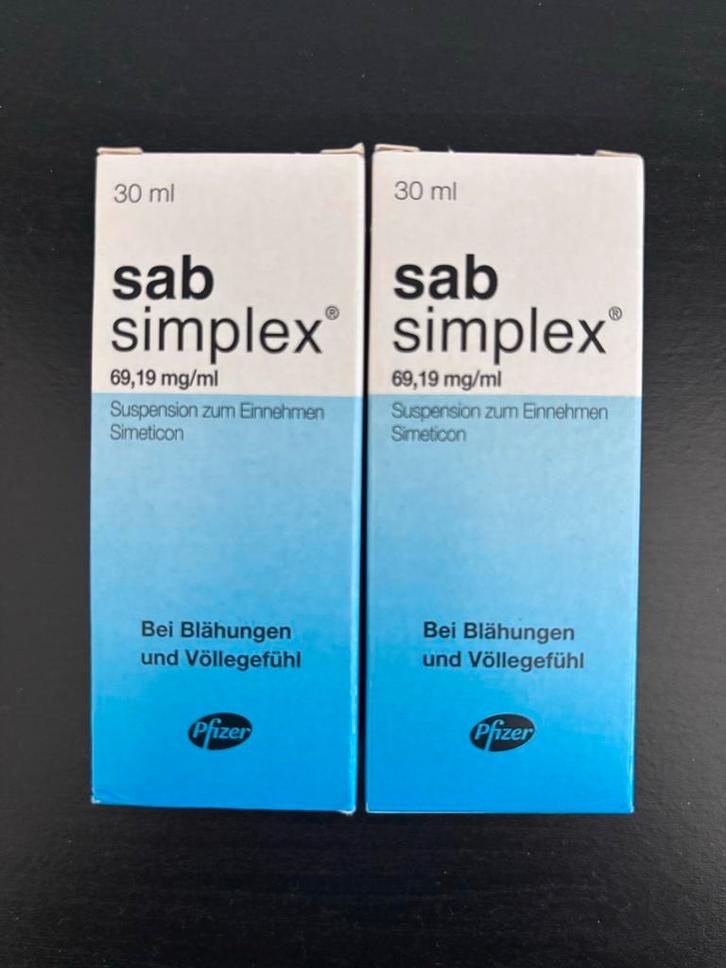 30 ml
sab
simplex®
69,19 mg/ml
Suspension zum Einnehmen
Simeticon
Bei Blähungen
und Völlegefühl
Pfizer
30 ml
sab
simplex®
69,19 mg/ml
Suspension zum Einnehmen
Simeticon
Bei Blähungen
und Völlegefühl
Pfizer